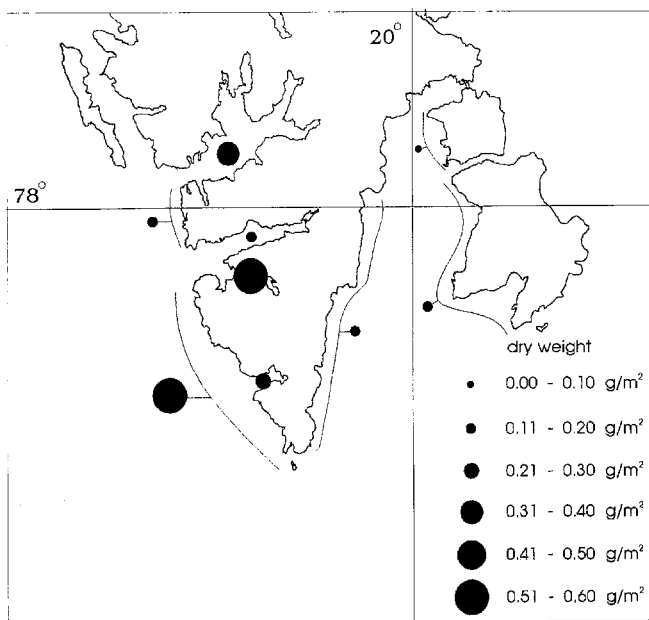 20°
78°
dry weight
0.00 - 0.10 g/m²
0.11 - 0.20 g/m²
0.21 - 0.30 g/m²
0.31 - 0.40 g/m²
0.41 - 0.50 g/m²
0.51 - 0.60 g/m²